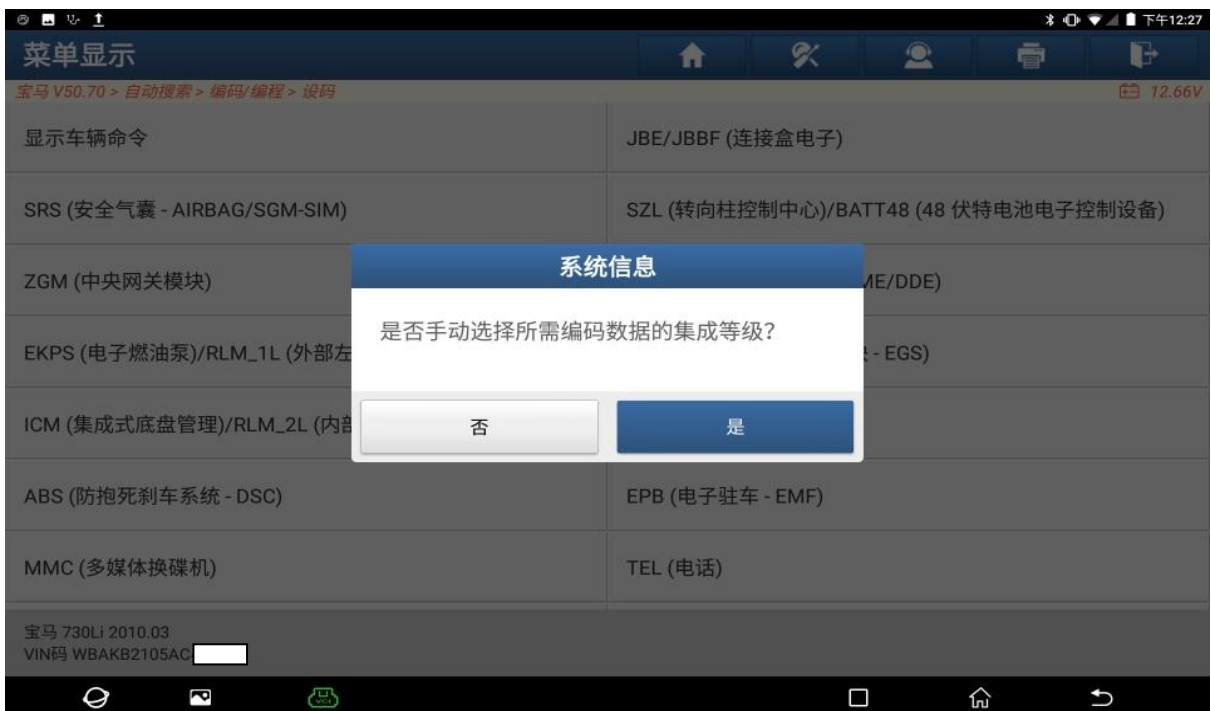 下午12:27
菜单显示
宝马 V50.70 > 自动搜索 > 编码/编程 > 设码
12.66V
显示车辆命令
JBE/JBBF (连接盒电子)
SRS (安全气囊 - AIRBAG/SGM-SIM)
SZL (转向柱控制中心)/BATT48 (48 伏特电池电子控制设备)
系统信息
ZGM (中央网关模块)
ME/DDE)
是否手动选择所需编码数据的集成等级?
EKPS (电子燃油泵)/RLM_1L (外部左
- EGS)
ICM (集成式底盘管理)/RLM_2L (内部
否
是
ABS (防抱死刹车系统 - DSC)
EPB (电子驻车 - EMF)
MMC (多媒体换碟机)
TEL (电话)
宝马 730Li 2010.03
VIN码 WBAKB2105AC
VCI